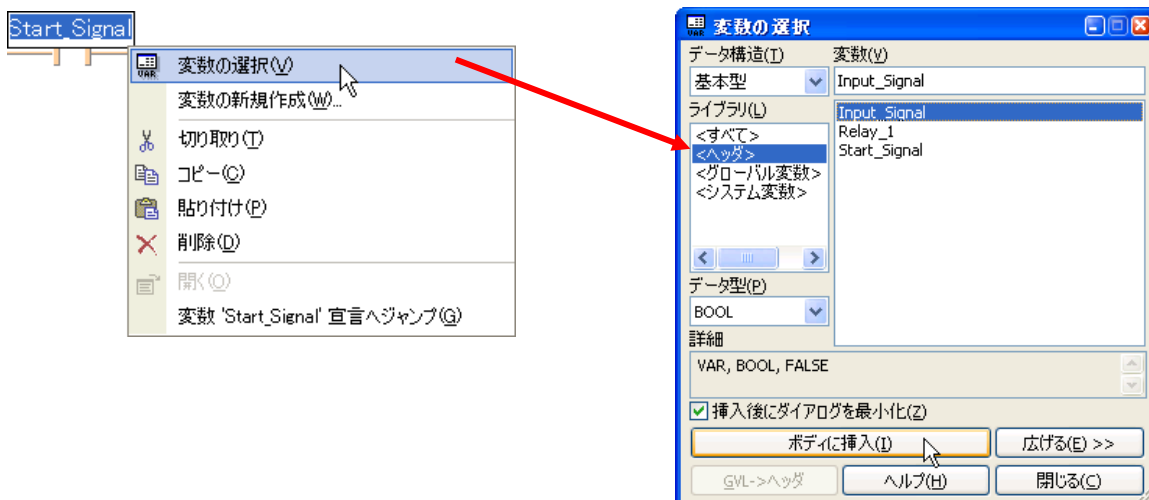 Start_Signal
変数の選択(V)
変数の新規作成(W)...
切り取り(T)
コピー(C)
貼り付け(P)
削除(D)
開く(O)
変数 'Start_Signal' 宣言へジャンプ(G)
VAR
変数の選択
データ構造(T)
変数(V)
基本型
Input_Signal
ライブラリ(L)
<すべて>
<ヘッダ>
<グローバル変数>
<システム変数>
Input_Signal
Relay_1
Start_Signal
データ型(P)
BOOL
詳細
VAR, BOOL, FALSE
挿入後にダイアログを最小化(Z)
ボディに挿入(I)
広げる(E) >>
GVL->ヘッダ
ヘルプ(H)
閉じる(C)